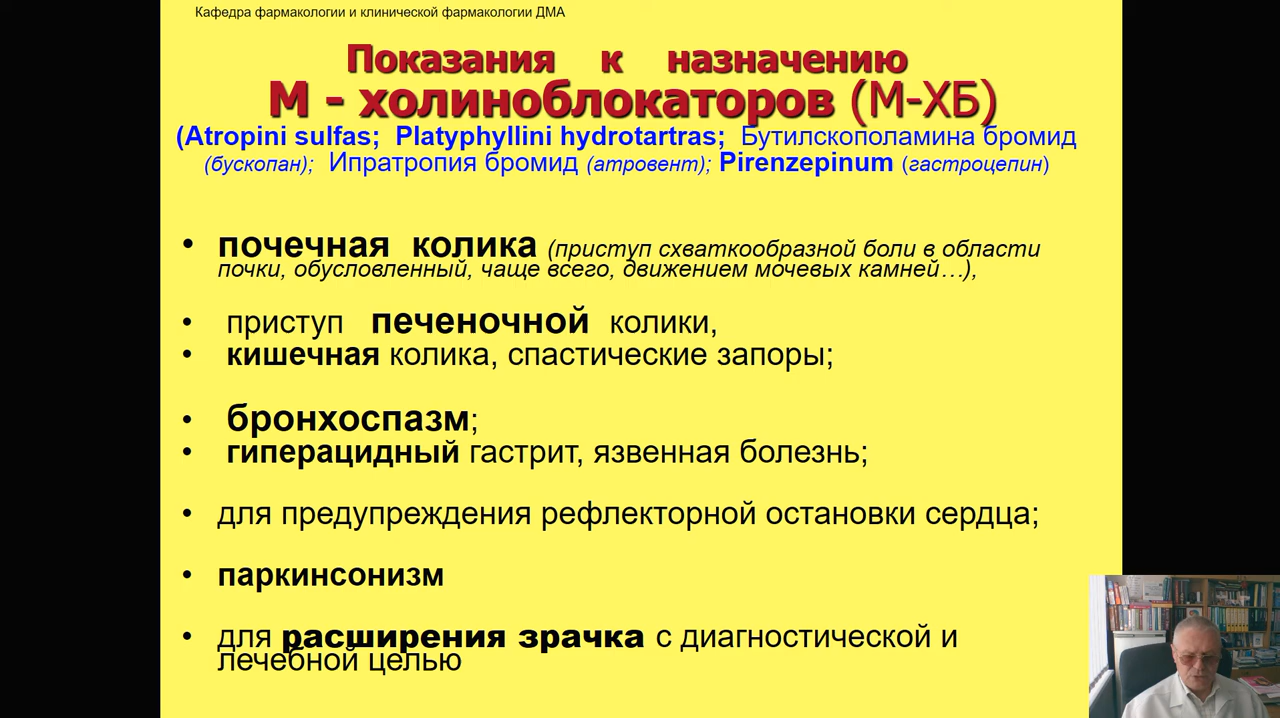 Кафедра фармакологии и клинической фармакологии ДМА
Показания к назначению
М - холиноблокаторов (М-ХБ)
(Atropini sulfas; Platyphyllini hydrotartras; Бутилскополамина бромид
(бускопан); Ипратропия бромид (атровент); Pirenzepinum (гастроцепин)
• почечная колика (приступ схваткообразной боли в области
почки, обусловленный, чаще всего, движением мочевых камней…),
• приступ печеночной колики,
• кишечная колика, спастические запоры;
• бронхоспазм;
• гиперацидный гастрит, язвенная болезнь;
• для предупреждения рефлекторной остановки сердца;
• паркинсонизм
• для расширения зрачка с диагностической и
лечебной целью